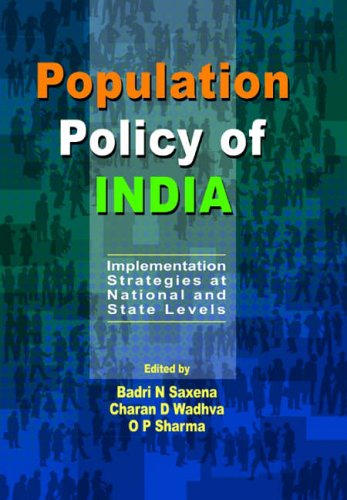 Population
Policy of
INDIA
Implementation
Strategies at
National and
State Levels
Edited by
Badri N Saxena
Charan D Wadhva
O P Sharma